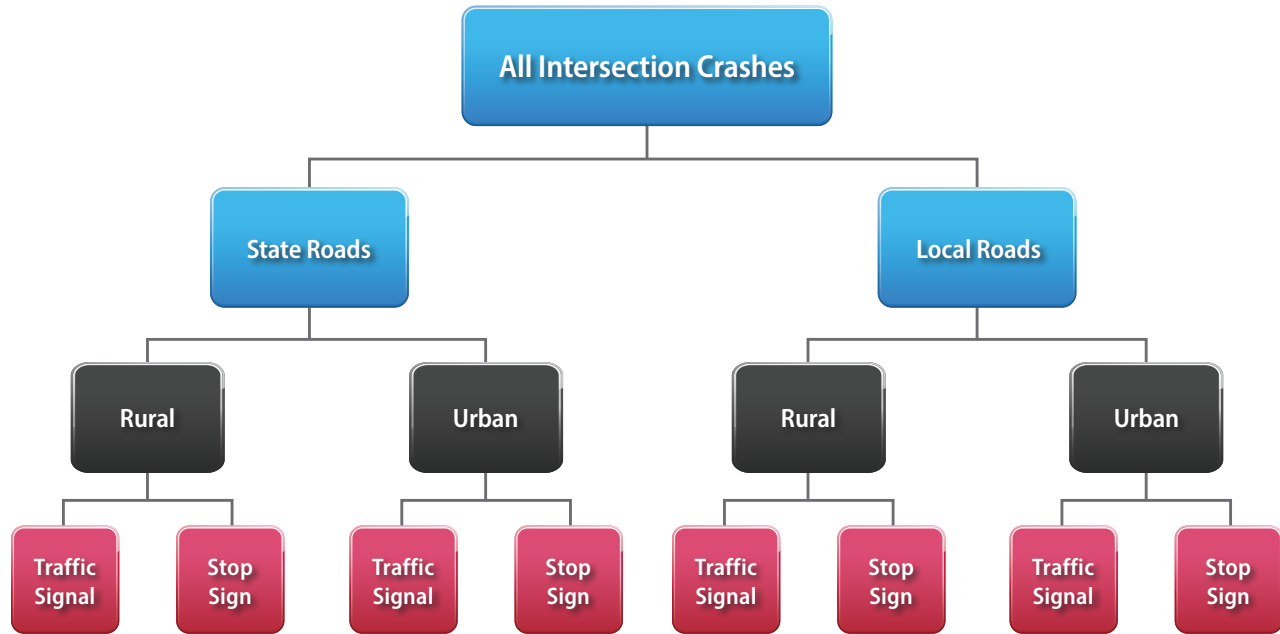 All Intersection Crashes
State Roads
Local Roads
Rural
Urban
Rural
Urban
Traffic
Signal
Stop
Sign
Traffic
Signal
Stop
Sign
Traffic
Signal
Stop
Sign
Traffic
Signal
Stop
Sign